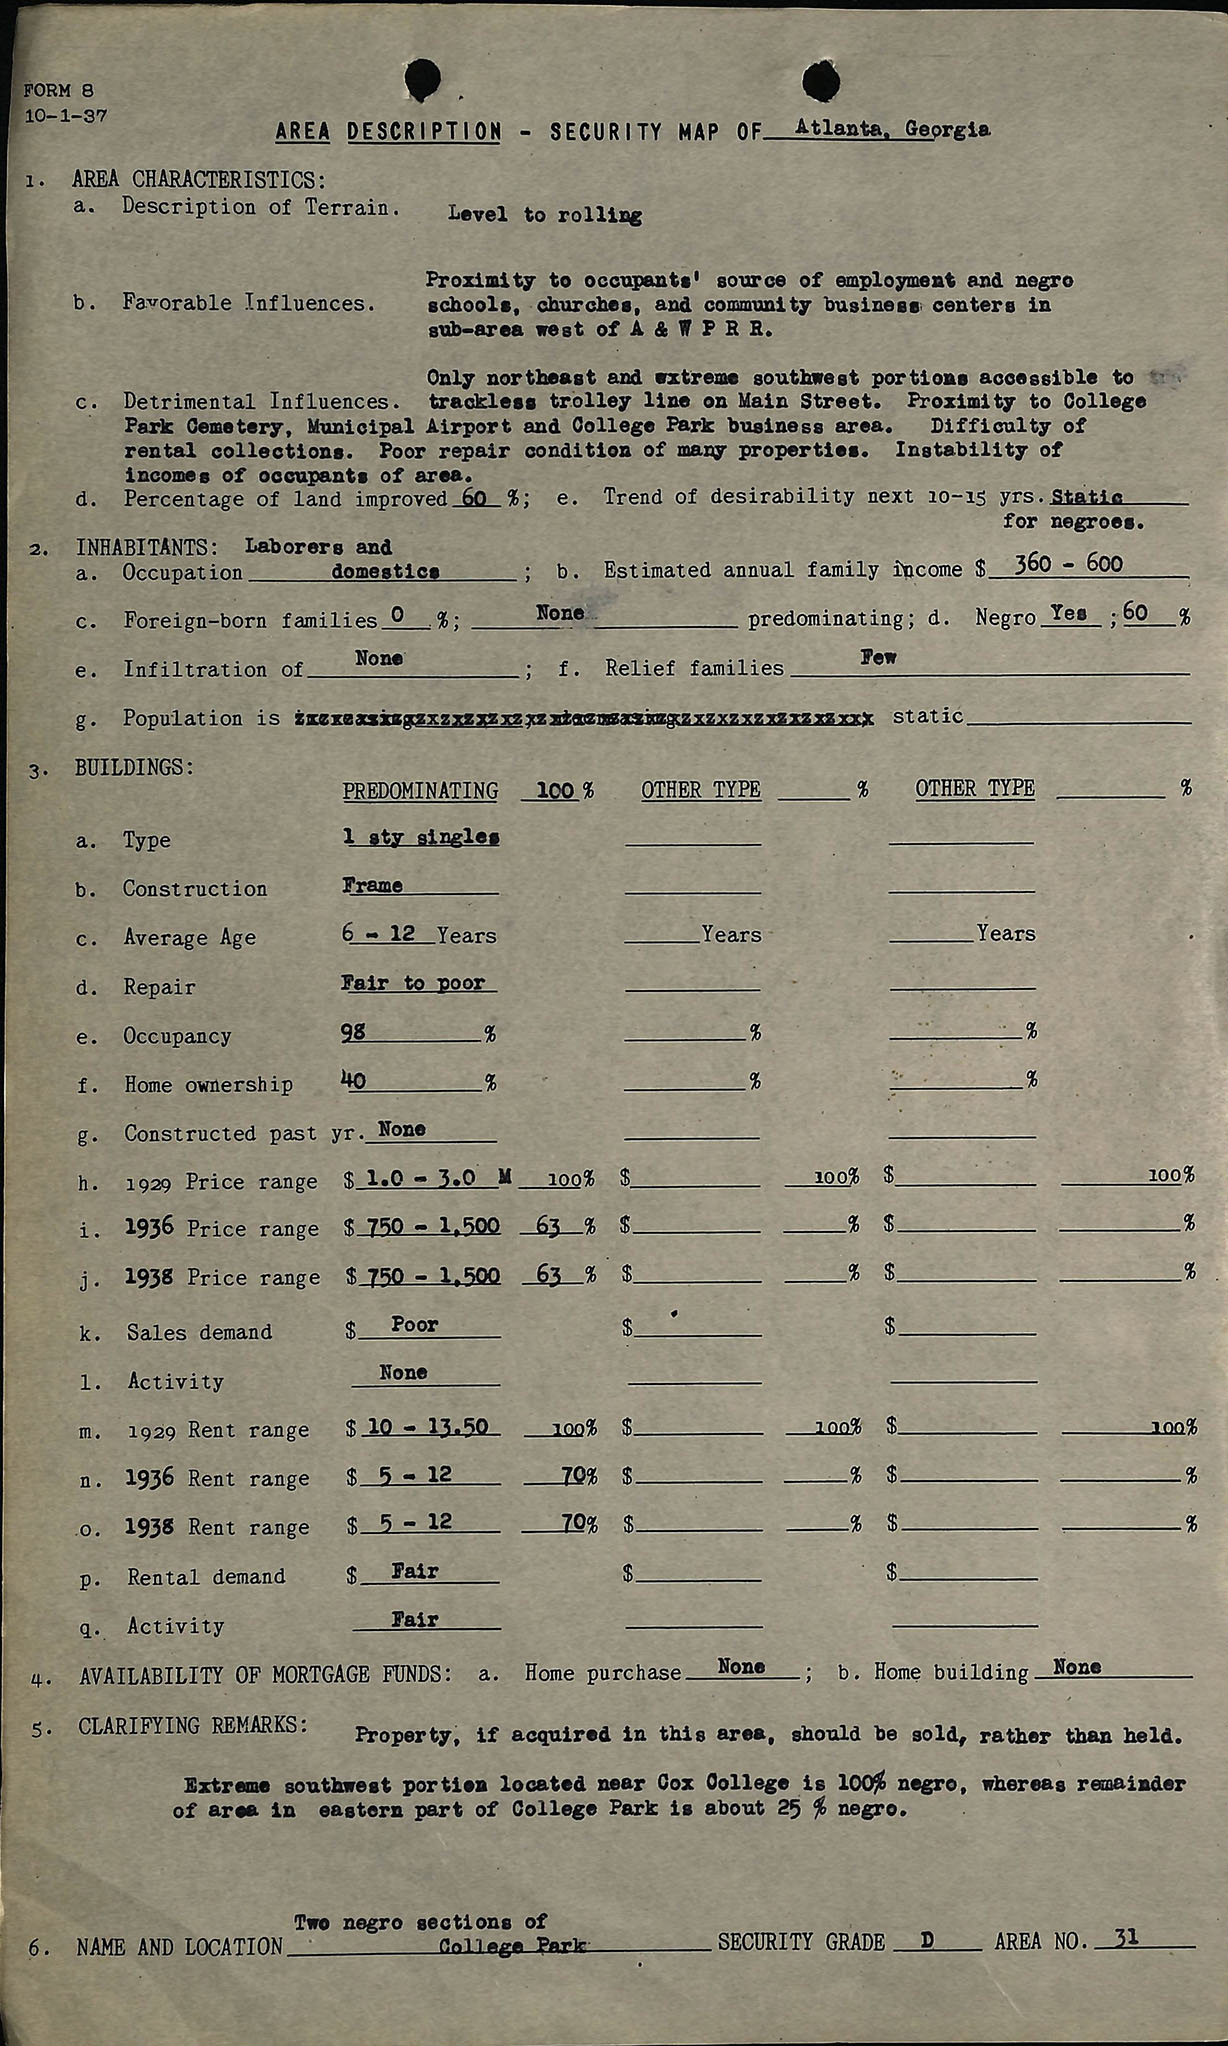 FORM 8
10-1-37
AREA DESCRIPTION - SECURITY MAP OF Atlanta, Georgia
1. AREA CHARACTERISTICS:
a. Description of Terrain. Level to rolling
Proximity to occupants' source of employment and negro
b. Favorable Influences. schools, churches, and community business centers in
sub-area west of A & W P R R.
Only northeast and extreme southwest portions accessible to
c. Detrimental Influences. trackless trolley line on Main Street. Proximity to College
Park Cemetery, Municipal Airport and College Park business area. Difficulty of
rental collections. Poor repair condition of many properties. Instability of
incomes of occupants of area.
d. Percentage of land improved 60 %; e. Trend of desirability next 10-15 yrs. Static
for negroes.
2. INHABITANTS: Laborers and
a. Occupation domestics ; b. Estimated annual family income $ 360 - 600
c. Foreign-born families 0 %; None predominating; d. Negro Yes ; 60 %
e. Infiltration of None ; f. Relief families Few
g. Population is static
3. BUILDINGS:
PREDOMINATING 100 % OTHER TYPE % OTHER TYPE %
a. Type 1 sty singles
b. Construction Frame
c. Average Age 6 - 12 Years Years Years
d. Repair Fair to poor
e. Occupancy 98 % % %
f. Home ownership 40 % % %
g. Constructed past yr. None
h. 1929 Price range $ 1.0 - 3.0 M 100% $ 100% $ 100%
i. 1936 Price range $ 750 - 1,500 63 % $ % $ %
j. 1938 Price range $ 750 - 1,500 63 % $ % $ %
k. Sales demand $ Poor $ $
l. Activity None
m. 1929 Rent range $ 10 - 13.50 100% $ 100% $ 100%
n. 1936 Rent range $ 5 - 12 70% $ % $ %
o. 1938 Rent range $ 5 - 12 70% $ % $ %
p. Rental demand $ Fair $ $
q. Activity Fair
4. AVAILABILITY OF MORTGAGE FUNDS: a. Home purchase None ; b. Home building None
5. CLARIFYING REMARKS: Property, if acquired in this area, should be sold, rather than held.
Extreme southwest portion located near Cox College is 100% negro, whereas remainder
of area in eastern part of College Park is about 25 % negro.
Two negro sections of
6. NAME AND LOCATION College Park SECURITY GRADE D AREA NO. 31